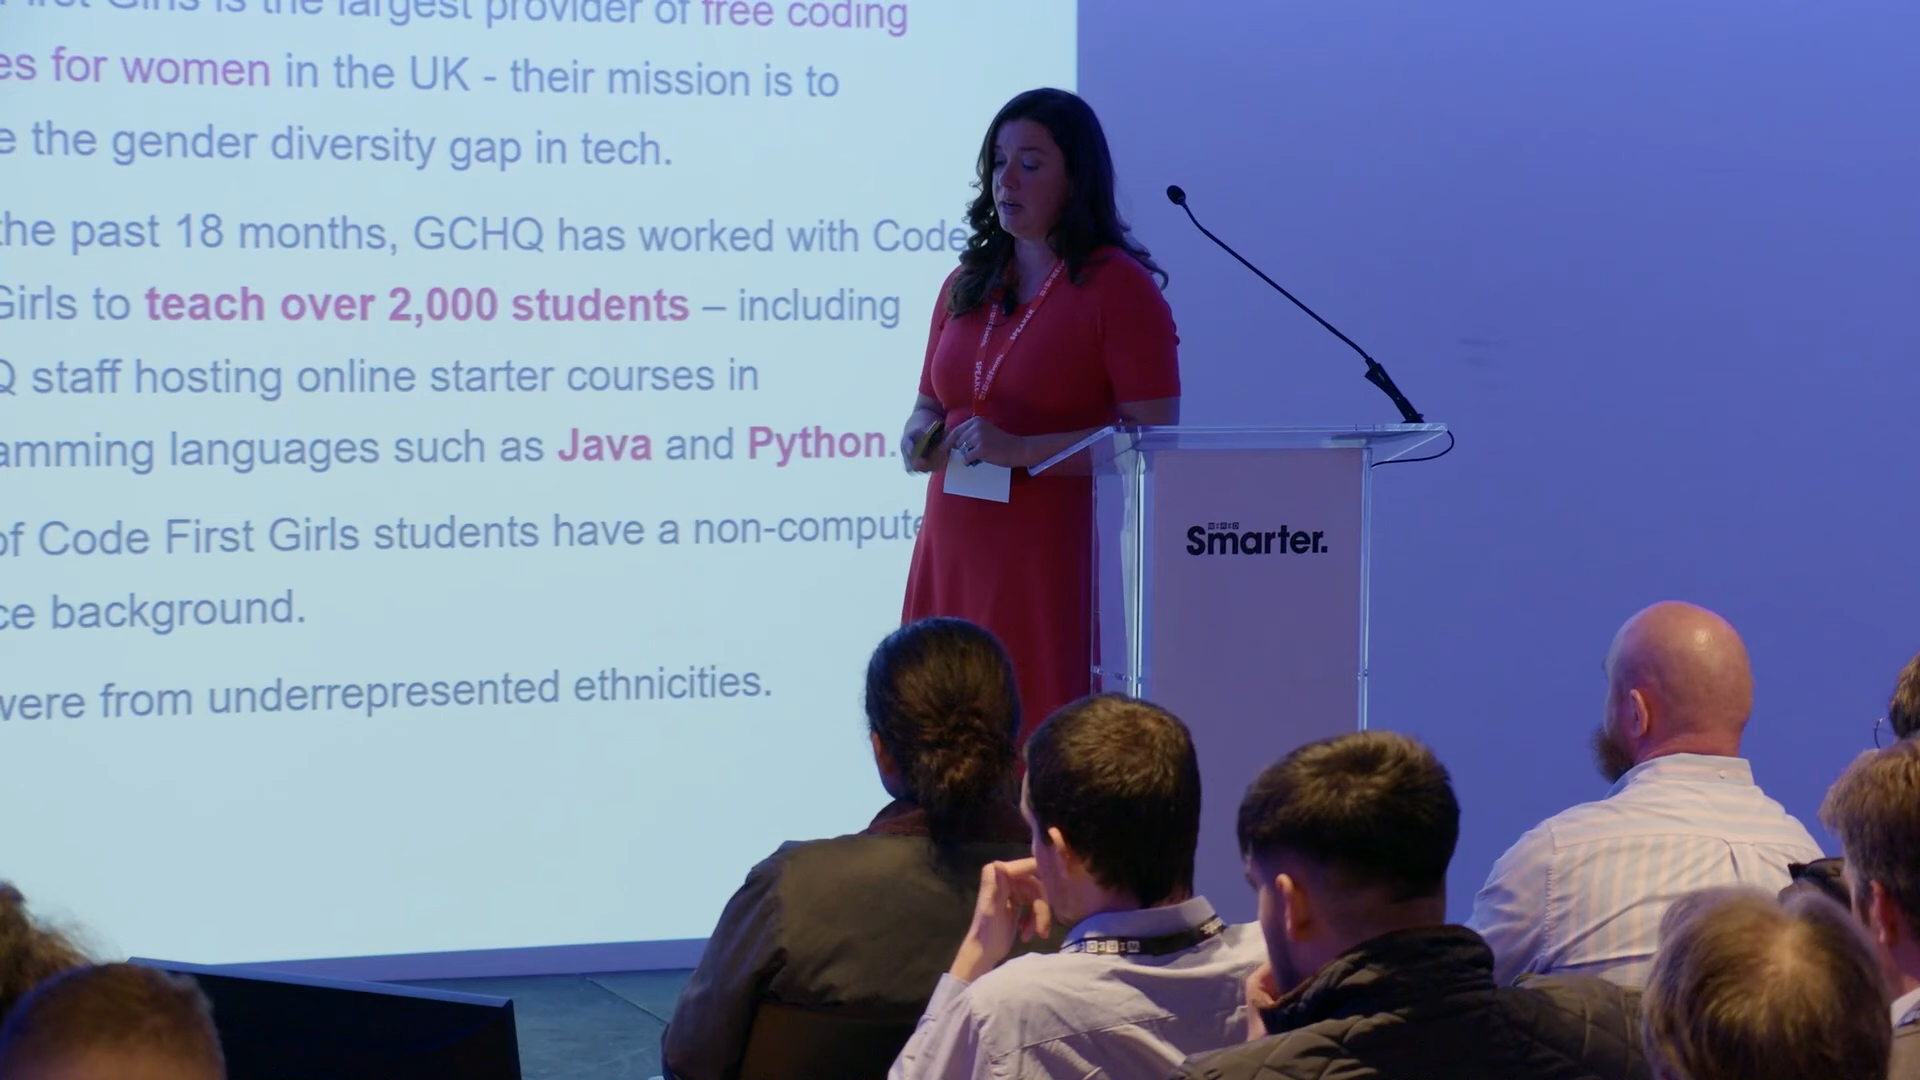 First Girls is the largest provider of free coding
es for women in the UK - their mission is to
e the gender diversity gap in tech.
the past 18 months, GCHQ has worked with Code
Girls to teach over 2,000 students – including
Q staff hosting online starter courses in
amming languages such as Java and Python.
of Code First Girls students have a non-compute
ce background.
were from underrepresented ethnicities.
SPEAKER
WIRED
Smarter.
WIRED